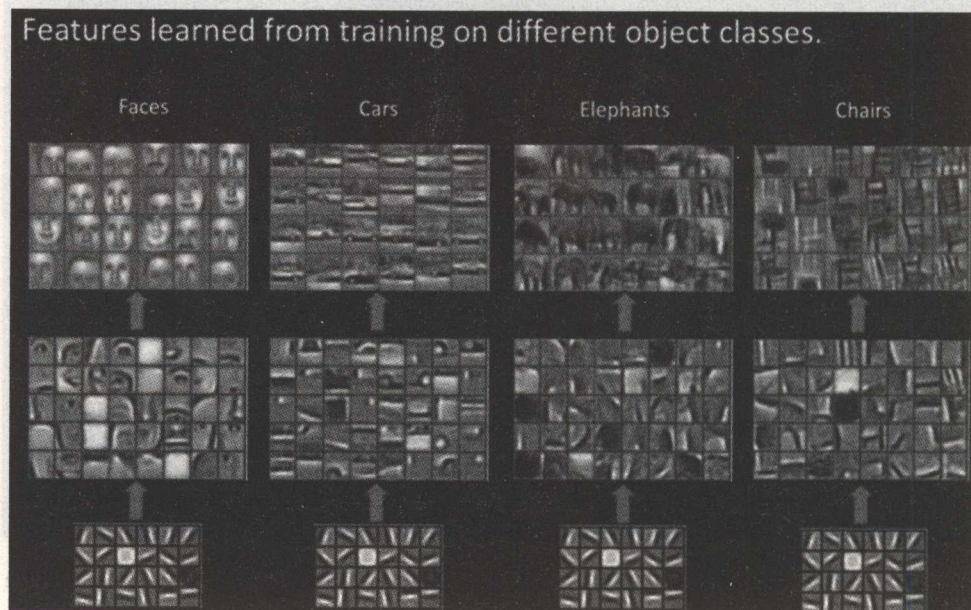 Features learned from training on different object classes.
Faces
Cars
Elephants
Chairs